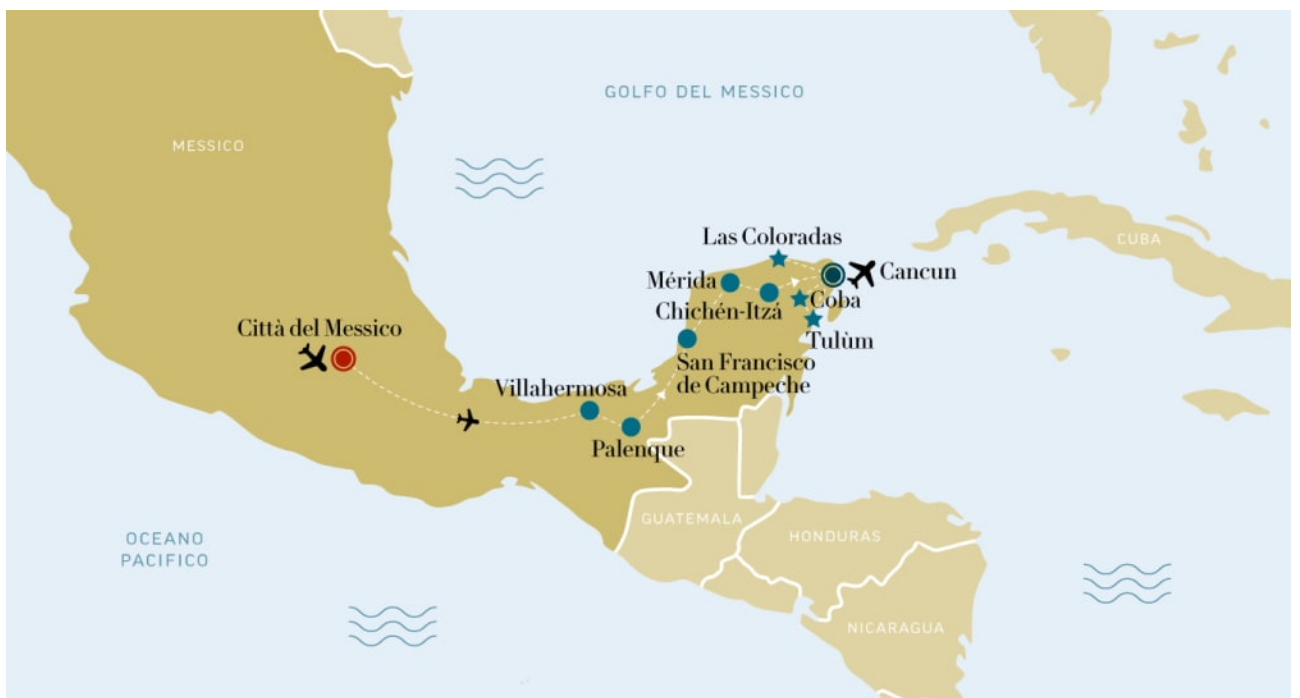 GOLFO DEL MESSICO
MESSICO
Las Coloradas
CUBA
Cancun
Mérida
Chichén-Itzá
Coba
Città del Messico
Tulùm
San Francisco
de Campeche
Villahermosa
Palenque
GUATEMALA
HONDURAS
OCEANO
PACIFICO
NICARAGUA